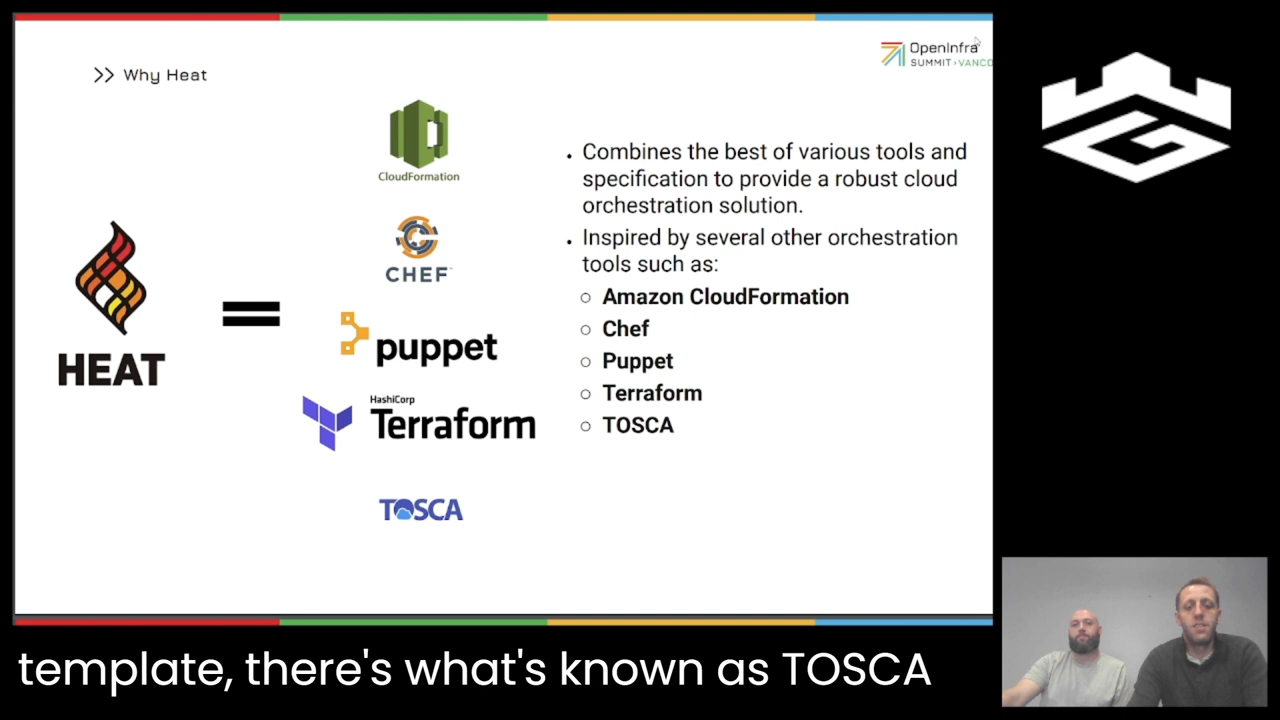 Why Heat
OpenInfra
SUMMIT
CloudFormation
CHEF
puppet
HashiCorp
Terraform
TOSCA
HEAT
Combines the best of various tools and
specification to provide a robust cloud
orchestration solution.
Inspired by several other orchestration
tools such as:
Amazon CloudFormation
Chef
Puppet
Terraform
TOSCA
template, there's what's known as TOSCA